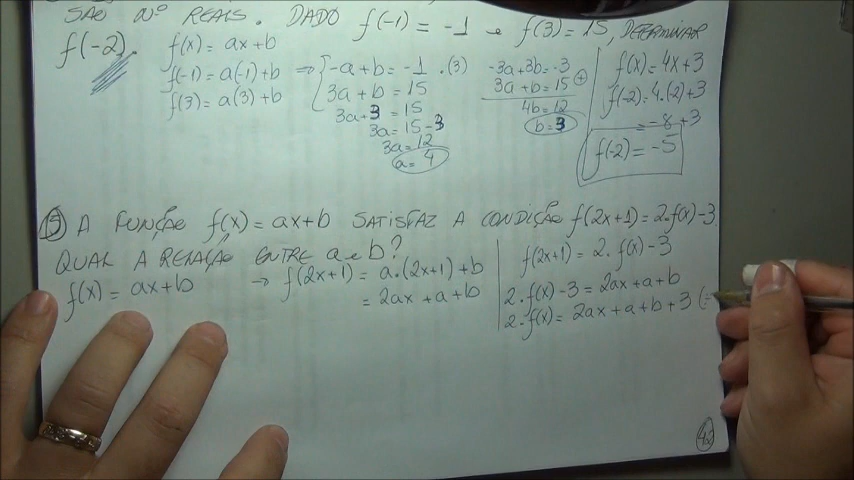 SÃO Nº REAIS. DADO f(-1) = -1 e f(3) = 15, DETERMINAR
f(-2).
f(x) = ax+b
f(-1) = a(-1)+b
f(3) = a(3)+b
⇒ { -a+b = -1 .(3)
3a+b = 15
3a+3 = 15
3a = 15-3
3a = 12
a = 4
-3a+3b = -3
3a+b = 15 (+)
4b = 12
b = 3
f(x) = 4x+3
f(-2) = 4.(-2)+3
= -8+3
f(-2) = -5
15 A FUNÇÃO f(x) = ax+b SATISFAZ A CONDIÇÃO f(2x+1) = 2.f(x)-3.
QUAL A RELAÇÃO ENTRE a e b?
f(x) = ax+b
→ f(2x+1) = a.(2x+1)+b
= 2ax+a+b
f(2x+1) = 2.f(x)-3
2.f(x)-3 = 2ax+a+b
2.f(x) = 2ax+a+b+3 (÷
42